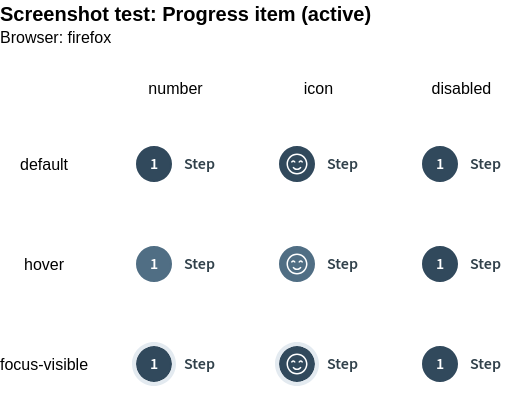 Screenshot test: Progress item (active)
Browser: firefox
number icon disabled
default 1 Step Step 1 Step
hover 1 Step Step 1 Step
focus-visible 1 Step Step 1 Step